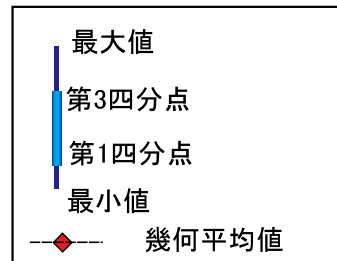 最大値
第3四分点
第1四分点
最小値
幾何平均値